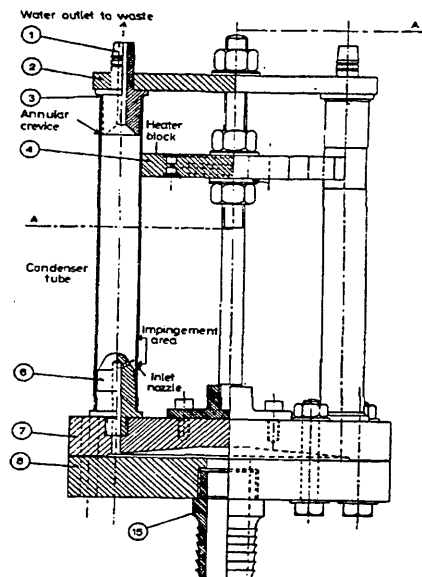 Water outlet to waste
A
A
1
2
3
Annular
crevice
Heater
block
4
A
Condenser
tube
Impingement
area
6
Inlet
nozzle
7
8
15